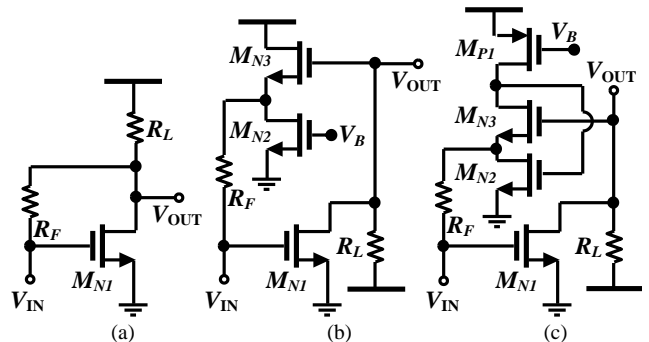 R_L
R_F
V_OUT
M_N1
V_IN
(a)
M_N3
V_OUT
M_N2
V_B
R_F
R_L
M_N1
V_IN
(b)
M_P1
V_B
V_OUT
M_N3
M_N2
R_F
R_L
M_N1
V_IN
(c)